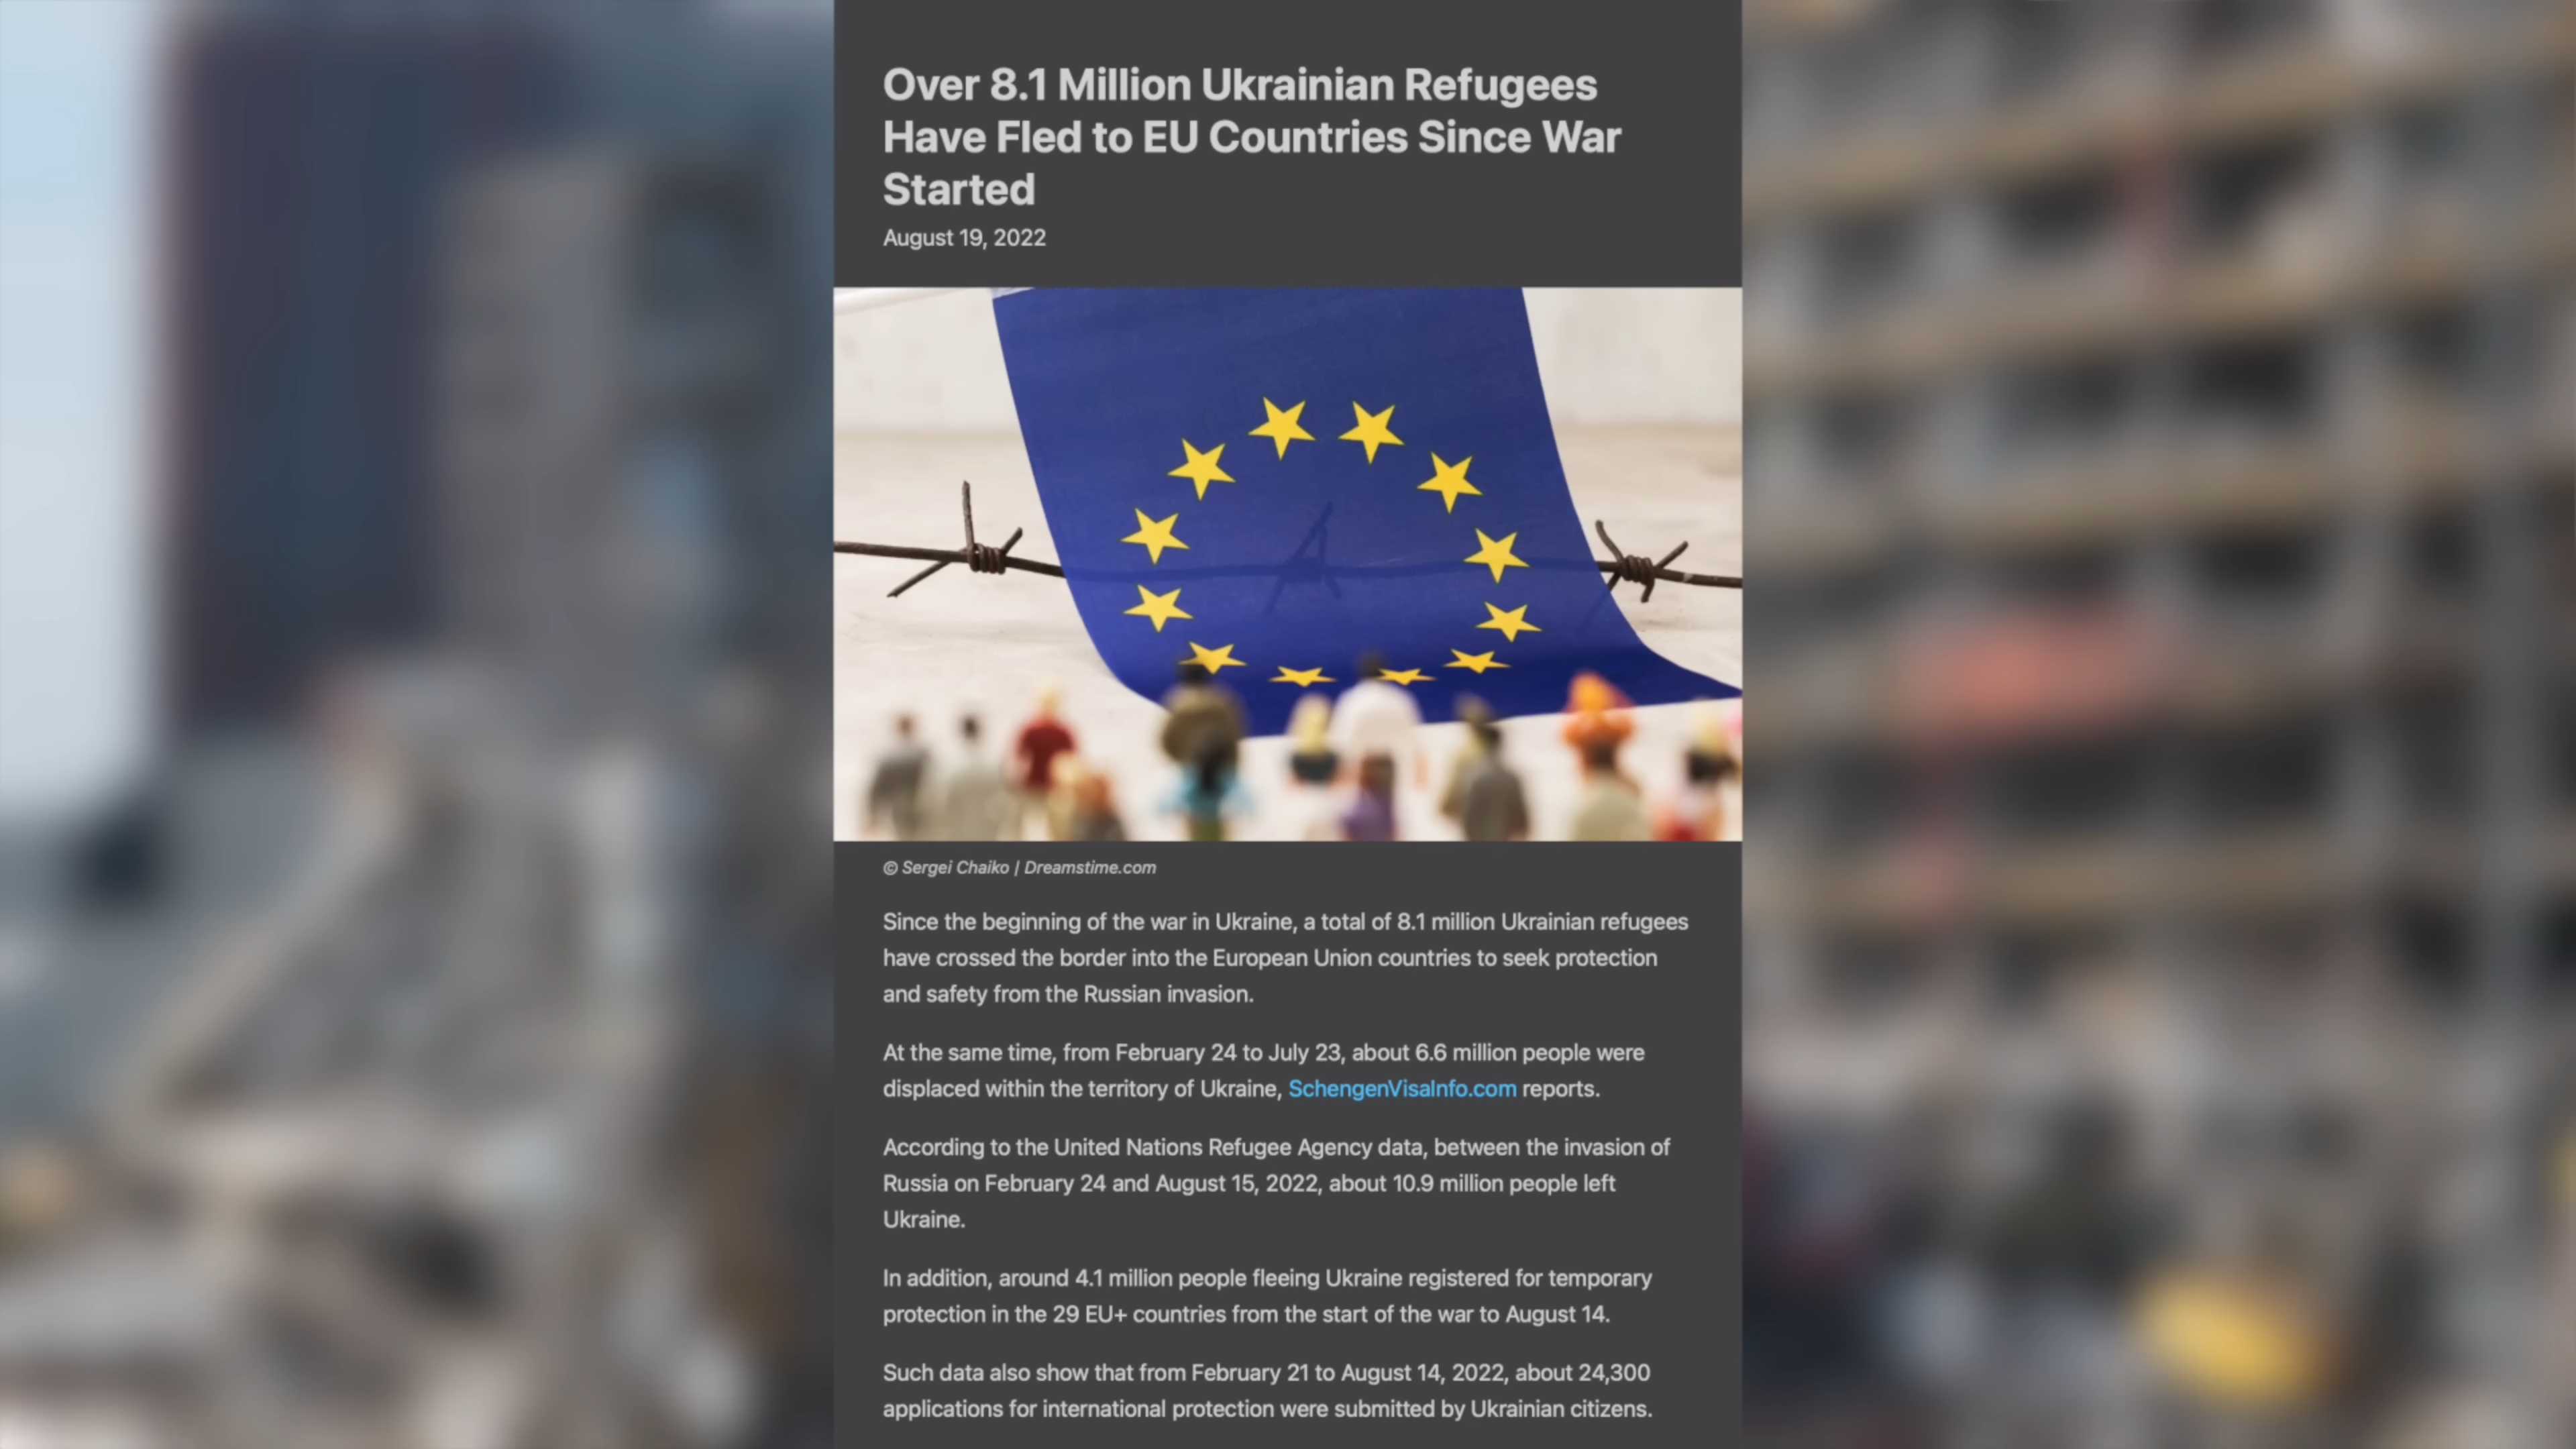 Over 8.1 Million Ukrainian Refugees
Have Fled to EU Countries Since War
Started
August 19, 2022
© Sergei Chaiko | Dreamstime.com
Since the beginning of the war in Ukraine, a total of 8.1 million Ukrainian refugees
have crossed the border into the European Union countries to seek protection
and safety from the Russian invasion.
At the same time, from February 24 to July 23, about 6.6 million people were
displaced within the territory of Ukraine, SchengenVisaInfo.com reports.
According to the United Nations Refugee Agency data, between the invasion of
Russia on February 24 and August 15, 2022, about 10.9 million people left
Ukraine.
In addition, around 4.1 million people fleeing Ukraine registered for temporary
protection in the 29 EU+ countries from the start of the war to August 14.
Such data also show that from February 21 to August 14, 2022, about 24,300
applications for international protection were submitted by Ukrainian citizens.